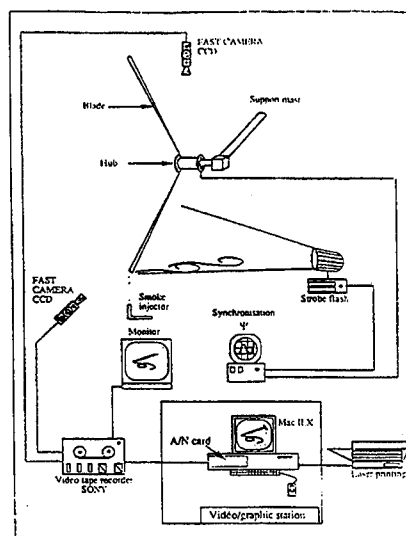 FAST CAMERA
CCD
Blade
Support mast
Hub
FAST
CAMERA
CCD
Smoke
injector
Strobe flash
Synchronisation
Ψ
Monitor
Mac II.X
A/N card
Video tape recorder
SONY
Laser printing
Vidéo/graphic station